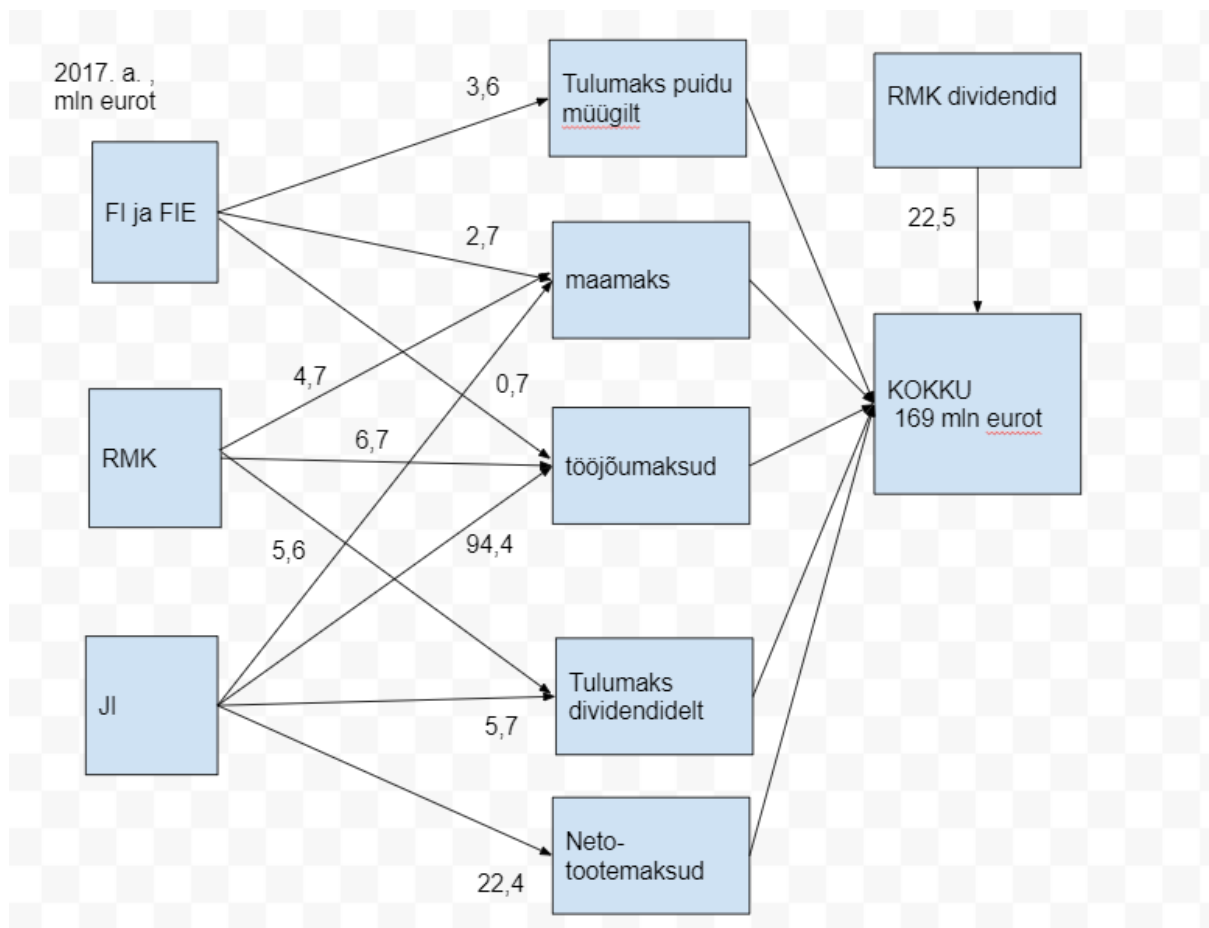 2017. a. ,
mln eurot
3,6
Tulumaks puidu
müügilt
RMK dividendid
FI ja FIE
2,7
maamaks
22,5
4,7
0,7
KOKKU
169 mln eurot
RMK
6,7
tööjõumaksud
5,6
94,4
JI
5,7
Tulumaks
dividendidelt
22,4
Neto-
tootemaksud